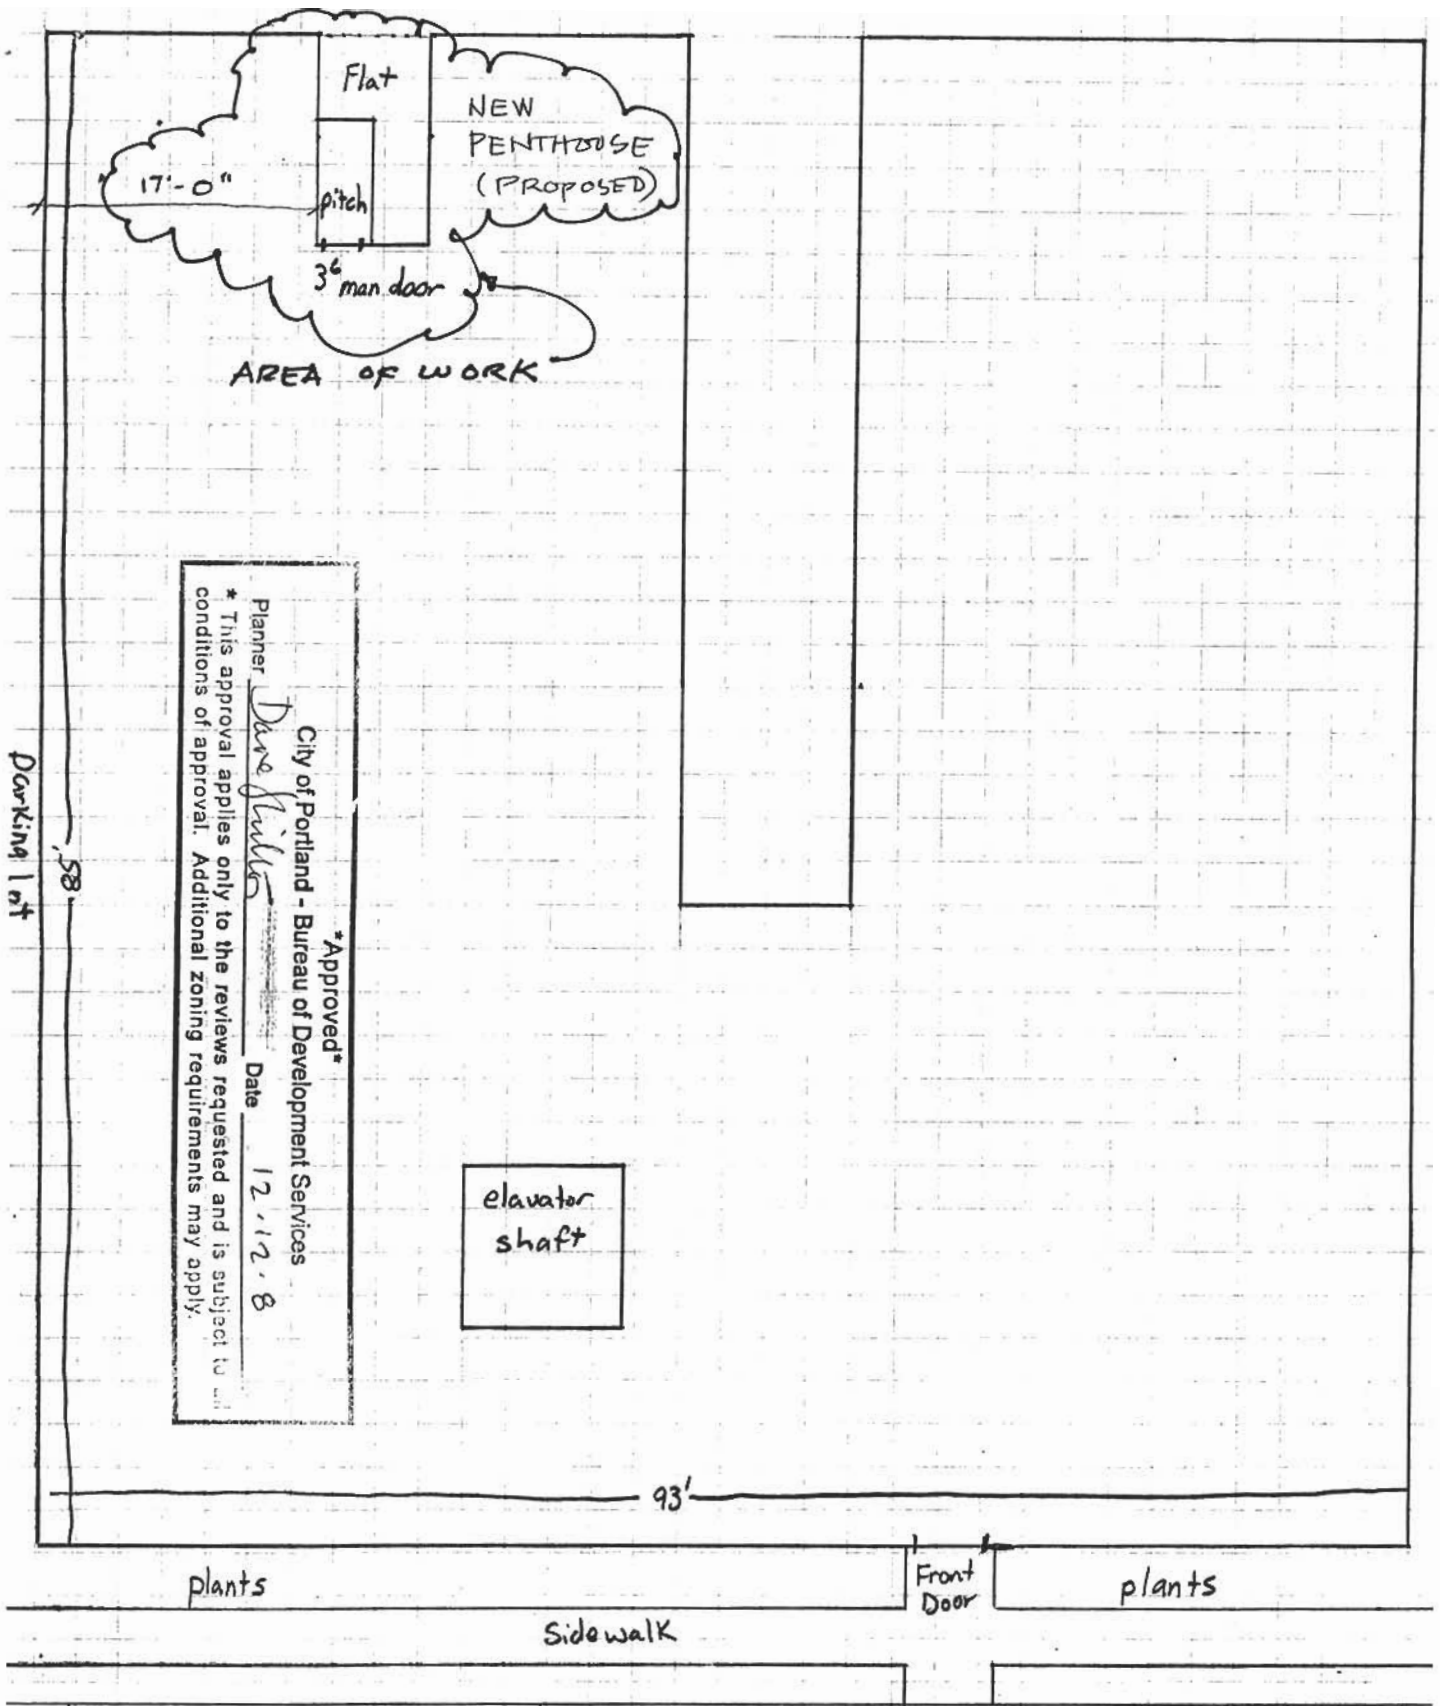 Flat
NEW
PENTHOUSE
(PROPOSED)
17'-0"
pitch
3⁶ man door
AREA OF WORK
*Approved*
City of Portland - Bureau of Development Services
Planner Dave Date 12.12.8
* This approval applies only to the reviews requested and is subject to
conditions of approval. Additional zoning requirements may apply.
Parking lot
85'
elavator
shaft
93'
plants
Front
Door
plants
Sidewalk